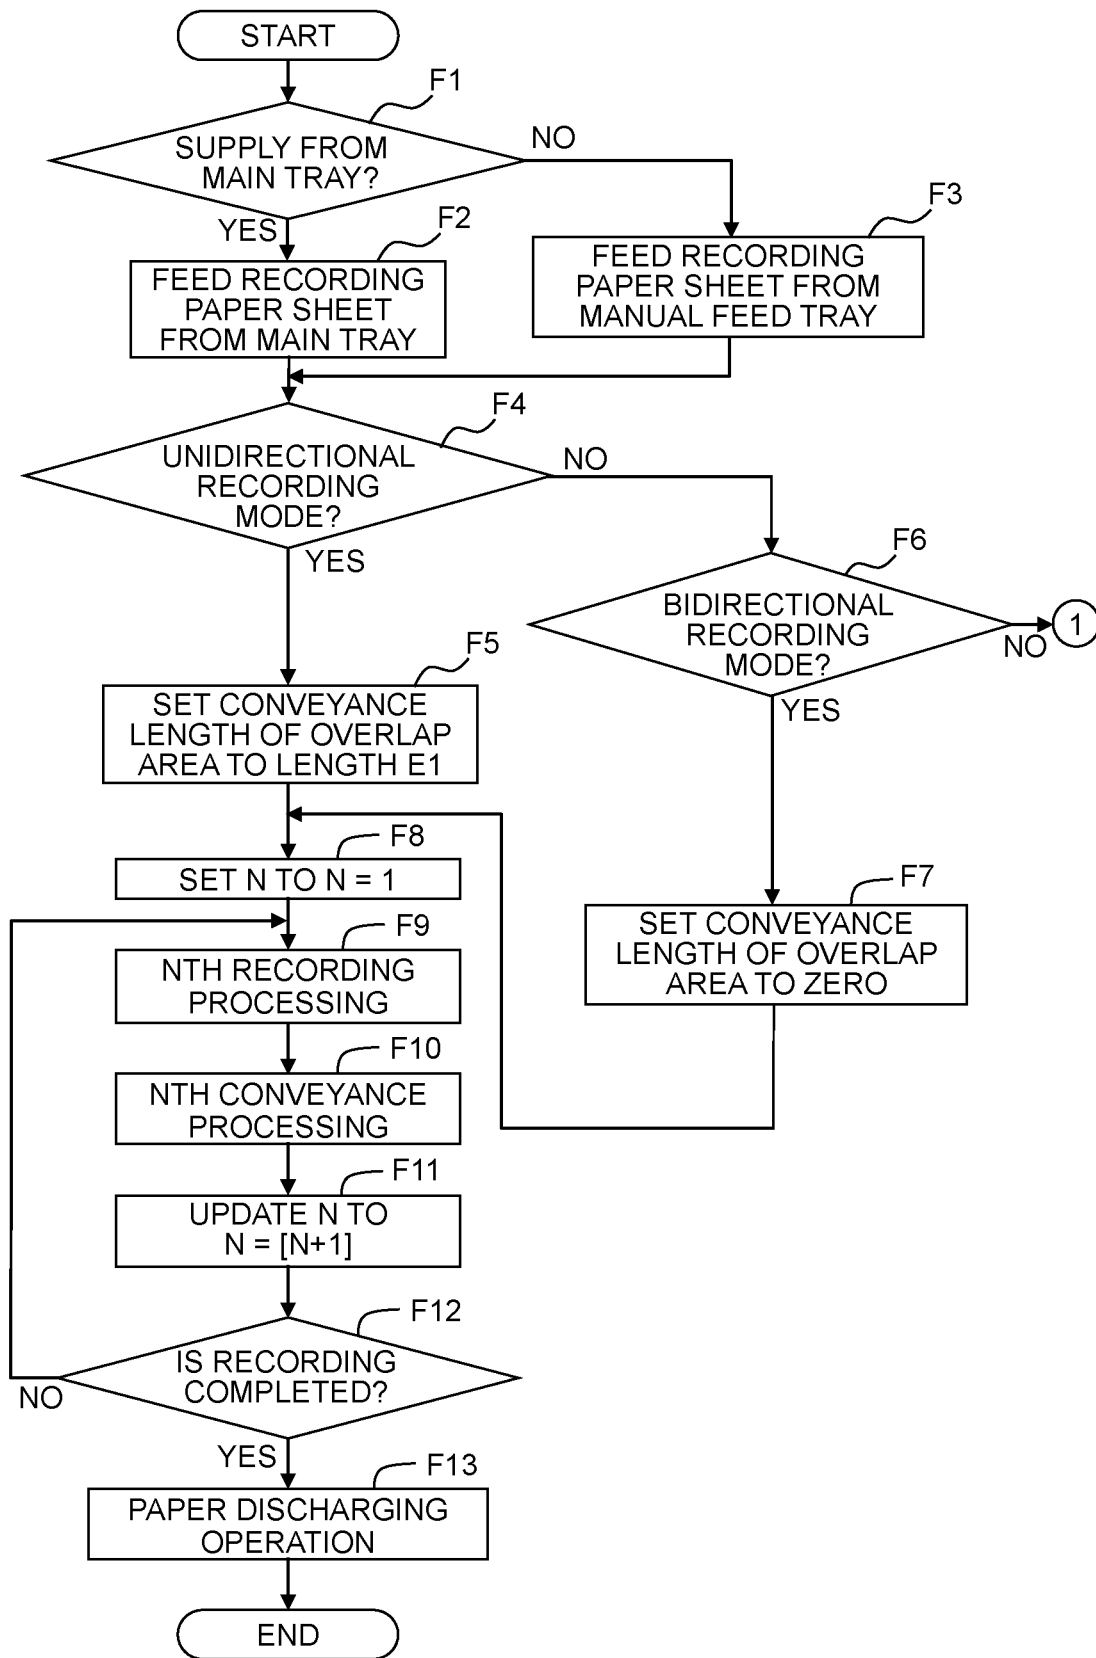 START
F1
SUPPLY FROM
MAIN TRAY?
NO
YES
F2
FEED RECORDING
PAPER SHEET
FROM MAIN TRAY
F3
FEED RECORDING
PAPER SHEET FROM
MANUAL FEED TRAY
F4
UNIDIRECTIONAL
RECORDING
MODE?
NO
YES
F6
BIDIRECTIONAL
RECORDING
MODE?
NO
1
YES
F5
SET CONVEYANCE
LENGTH OF OVERLAP
AREA TO LENGTH E1
F7
SET CONVEYANCE
LENGTH OF OVERLAP
AREA TO ZERO
F8
SET N TO N = 1
F9
NTH RECORDING
PROCESSING
F10
NTH CONVEYANCE
PROCESSING
F11
UPDATE N TO
N = [N+1]
F12
IS RECORDING
COMPLETED?
NO
YES
F13
PAPER DISCHARGING
OPERATION
END